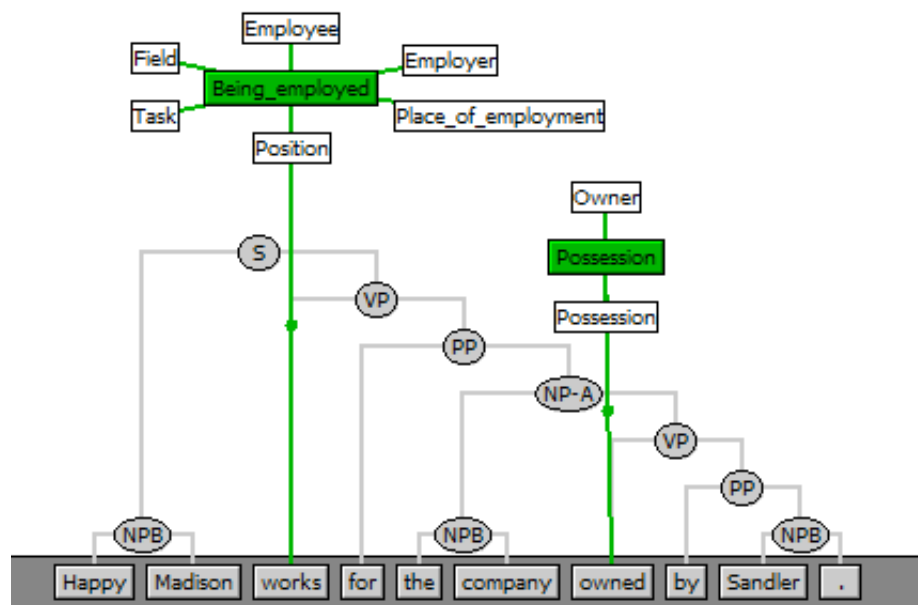 Employee
Field
Employer
Being_employed
Task
Place_of_employment
Position
Owner
S
Possession
VP
Possession
PP
NP-A
VP
PP
NPB NPB NPB
Happy Madison works for the company owned by Sandler .